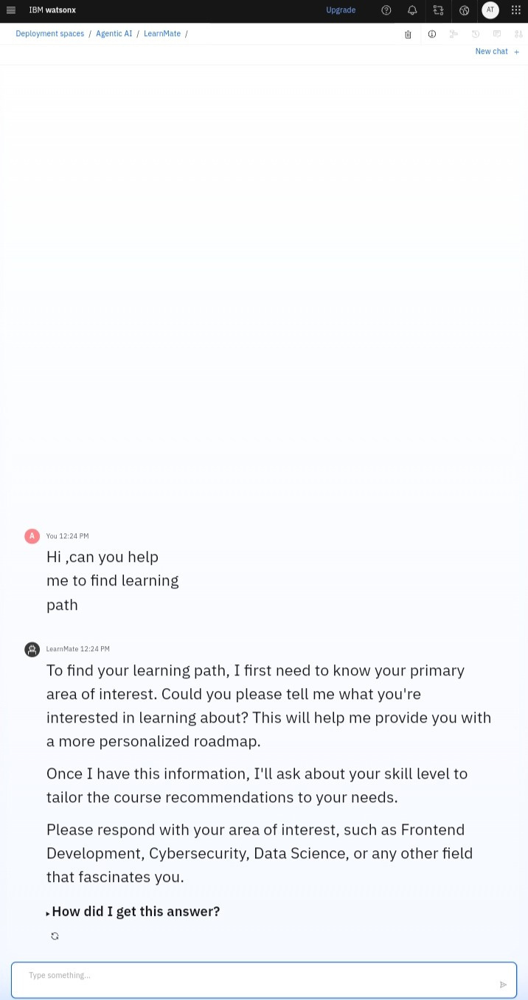 IBM watsonx
Upgrade
AT
Deployment spaces / Agentic AI / LearnMate /
New chat +
A
You 12:24 PM
Hi ,can you help
me to find learning
path
LearnMate 12:24 PM
To find your learning path, I first need to know your primary
area of interest. Could you please tell me what you're
interested in learning about? This will help me provide you with
a more personalized roadmap.
Once I have this information, I'll ask about your skill level to
tailor the course recommendations to your needs.
Please respond with your area of interest, such as Frontend
Development, Cybersecurity, Data Science, or any other field
that fascinates you.
How did I get this answer?
Type something...